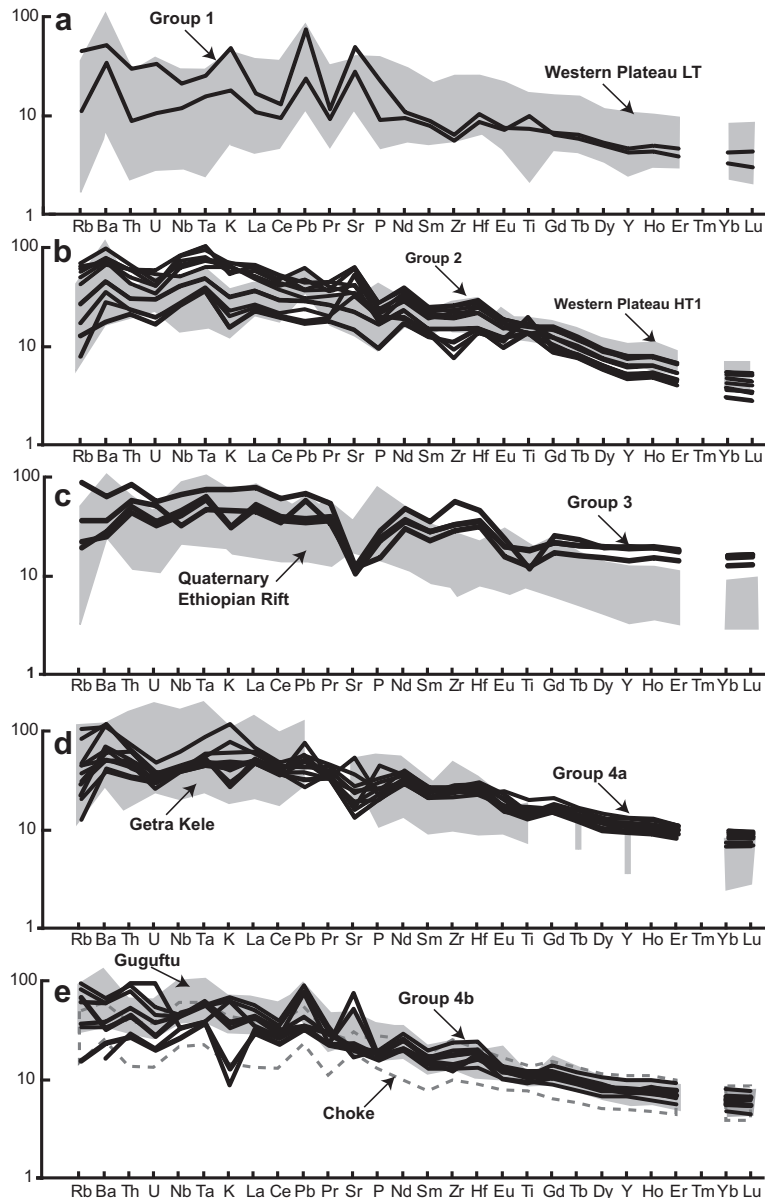 a
100
Group 1
Western Plateau LT
10
1
Rb Ba Th U Nb Ta K La Ce Pb Pr Sr P Nd Sm Zr Hf Eu Ti Gd Tb Dy Y Ho Er Tm Yb Lu
b
100
Group 2
Western Plateau HT1
10
1
Rb Ba Th U Nb Ta K La Ce Pb Pr Sr P Nd Sm Zr Hf Eu Ti Gd Tb Dy Y Ho Er Tm Yb Lu
c
100
Group 3
10
Quaternary
Ethiopian Rift
1
Rb Ba Th U Nb Ta K La Ce Pb Pr Sr P Nd Sm Zr Hf Eu Ti Gd Tb Dy Y Ho Er Tm Yb Lu
d
100
Group 4a
Getra Kele
10
1
Rb Ba Th U Nb Ta K La Ce Pb Pr Sr P Nd Sm Zr Hf Eu Ti Gd Tb Dy Y Ho Er Tm Yb Lu
Guguftu
e
100
Group 4b
10
Choke
1
Rb Ba Th U Nb Ta K La Ce Pb Pr Sr P Nd Sm Zr Hf Eu Ti Gd Tb Dy Y Ho Er Tm Yb Lu